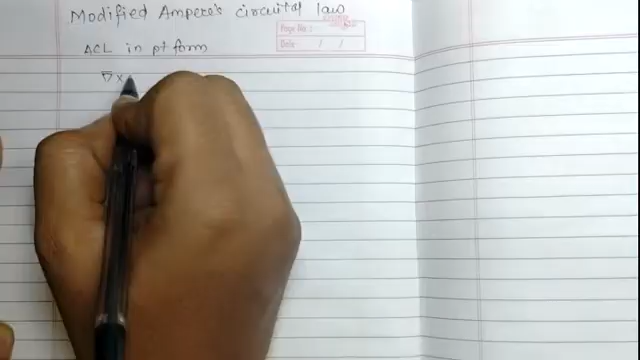 Modified Ampere's circuital law
Page No :
Date : / /
ACL in pt form
∇ ×